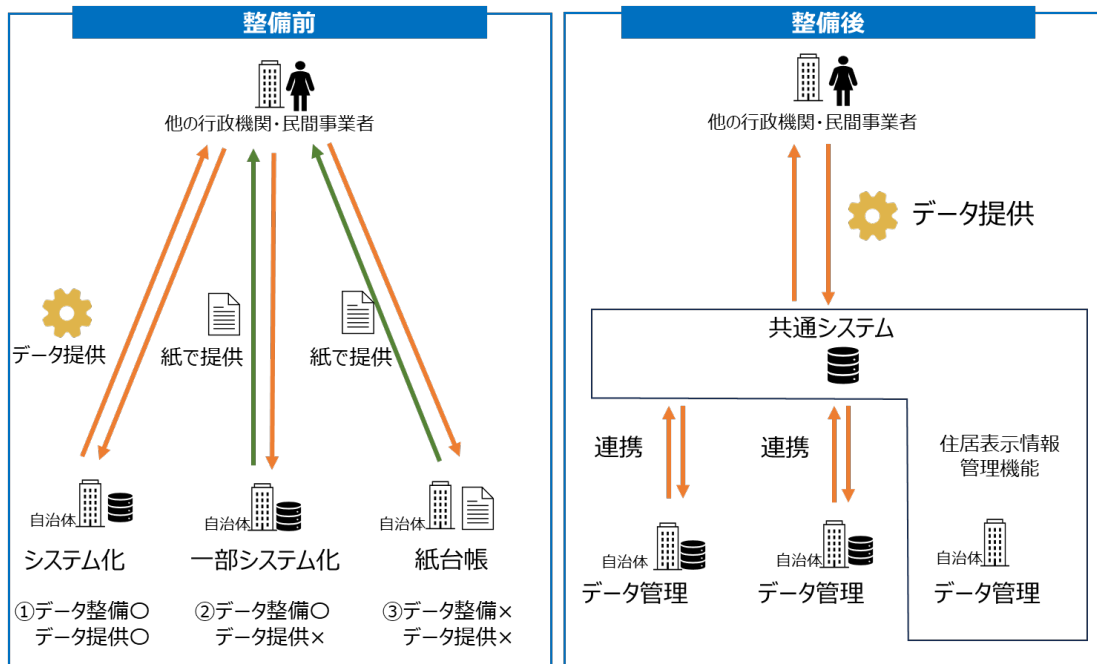 整備前
他の行政機関・民間事業者
データ提供
紙で提供
紙で提供
自治体
システム化
自治体
一部システム化
自治体
紙台帳
①データ整備〇
データ提供〇
②データ整備〇
データ提供×
③データ整備×
データ提供×
整備後
他の行政機関・民間事業者
データ提供
共通システム
連携
連携
住居表示情報
管理機能
自治体
データ管理
自治体
データ管理
自治体
データ管理